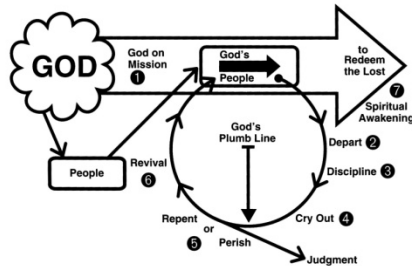 GOD
God on
Mission
1
God's
People
to
Redeem
the Lost
7
Spiritual
Awakening
God's
Plumb Line
Depart 2
Discipline 3
Cry Out 4
People
Revival
6
Repent
or
5 Perish
Judgment